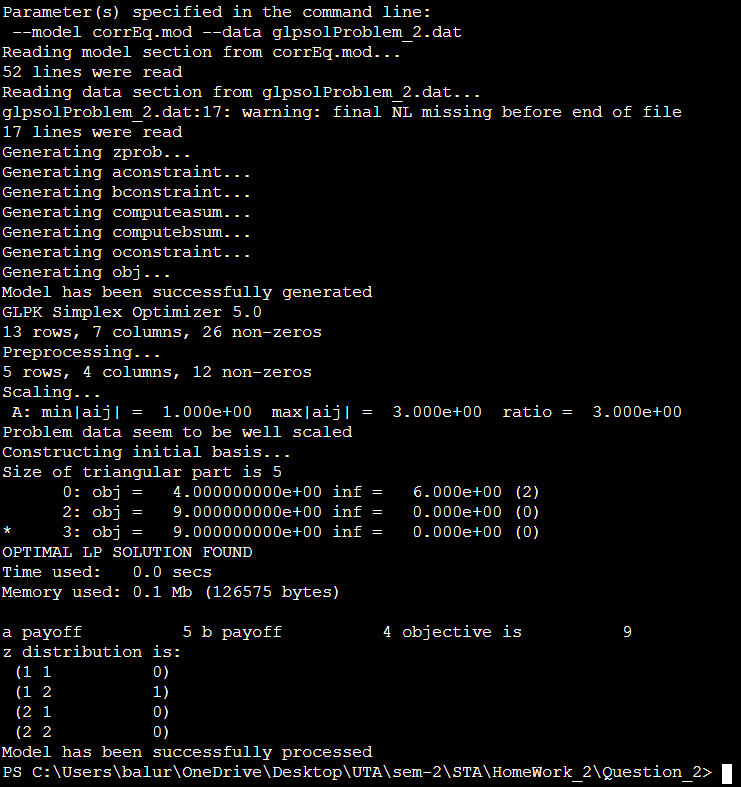 Parameter(s) specified in the command line:
 --model corrEq.mod --data glpsolProblem_2.dat
Reading model section from corrEq.mod...
52 lines were read
Reading data section from glpsolProblem_2.dat...
glpsolProblem_2.dat:17: warning: final NL missing before end of file
17 lines were read
Generating zprob...
Generating aconstraint...
Generating bconstraint...
Generating computeasum...
Generating computebsum...
Generating oconstraint...
Generating obj...
Model has been successfully generated
GLPK Simplex Optimizer 5.0
13 rows, 7 columns, 26 non-zeros
Preprocessing...
5 rows, 4 columns, 12 non-zeros
Scaling...
 A: min|aij| =  1.000e+00  max|aij| =  3.000e+00  ratio =  3.000e+00
Problem data seem to be well scaled
Constructing initial basis...
Size of triangular part is 5
      0: obj =   4.000000000e+00 inf =   6.000e+00 (2)
      2: obj =   9.000000000e+00 inf =   0.000e+00 (0)
*     3: obj =   9.000000000e+00 inf =   0.000e+00 (0)
OPTIMAL LP SOLUTION FOUND
Time used:   0.0 secs
Memory used: 0.1 Mb (126575 bytes)
a payoff          5 b payoff          4 objective is          9
z distribution is:
 (1 1          0)
 (1 2          1)
 (2 1          0)
 (2 2          0)
Model has been successfully processed
PS C:\Users\balur\OneDrive\Desktop\UTA\sem-2\STA\HomeWork_2\Question_2>